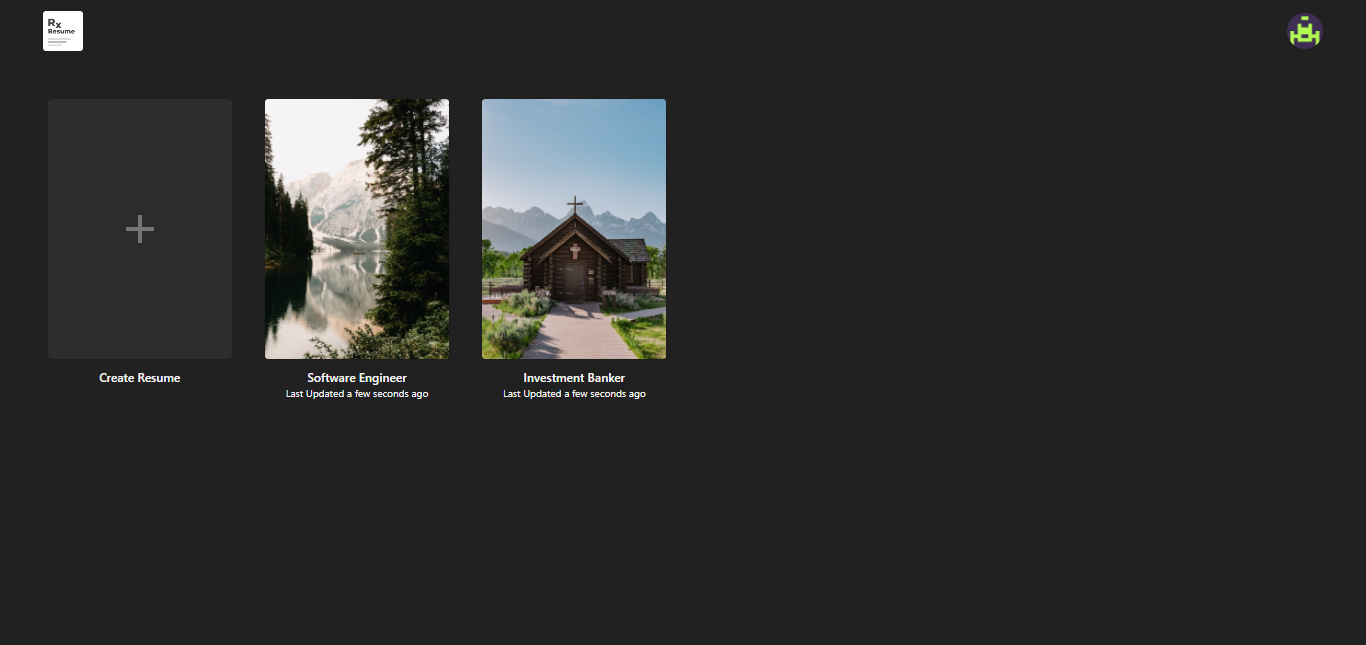 Rx
Resume
Create Resume
Software Engineer
Last Updated a few seconds ago
Investment Banker
Last Updated a few seconds ago